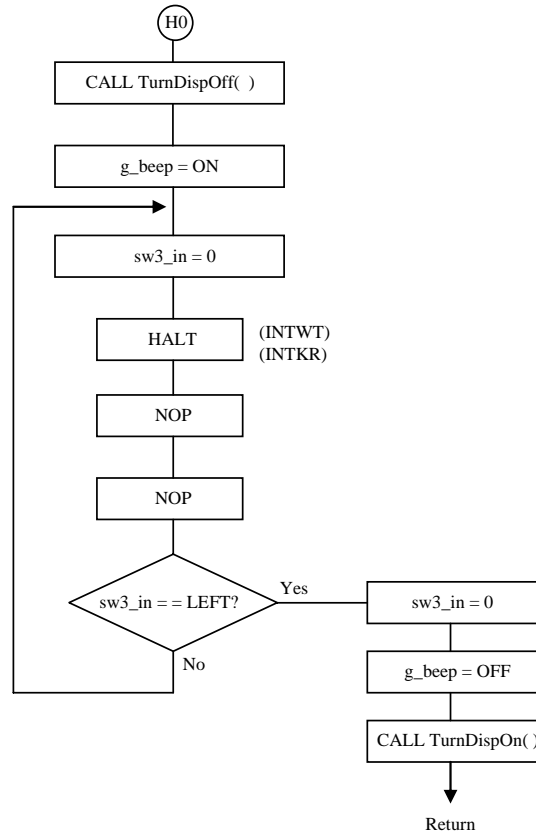 H0
CALL TurnDispOff( )
g_beep = ON
sw3_in = 0
HALT
(INTWT)
(INTKR)
NOP
NOP
sw3_in = = LEFT?
Yes
No
sw3_in = 0
g_beep = OFF
CALL TurnDispOn( )
Return